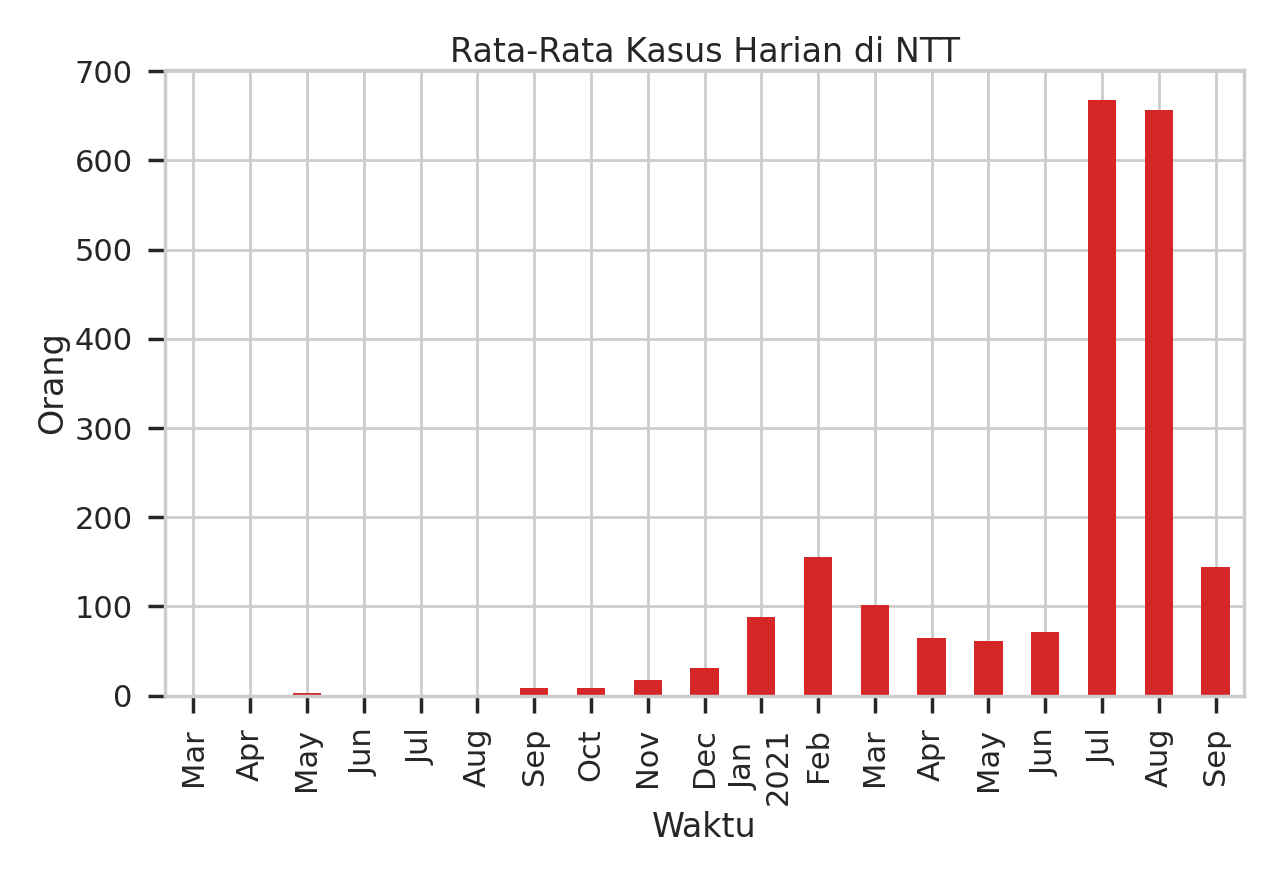 Rata-Rata Kasus Harian di NTT
700
600
500
400
300
200
100
0
Orang
Mar
Apr
May
Jun
Jul
Aug
Sep
Oct
Nov
Dec
Jan
2021
Feb
Mar
Apr
May
Jun
Jul
Aug
Sep
Waktu